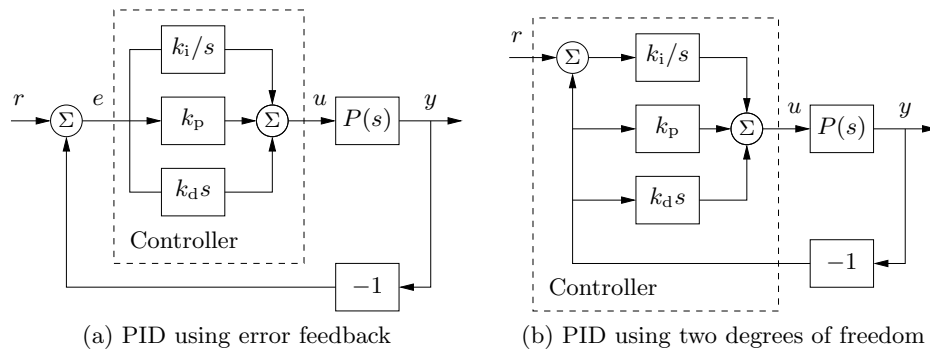 k_i/s
r
e
Σ
k_p
Σ
u
P(s)
y
k_d s
Controller
−1
(a) PID using error feedback
r
Σ
k_i/s
k_p
Σ
u
P(s)
y
k_d s
−1
Controller
(b) PID using two degrees of freedom